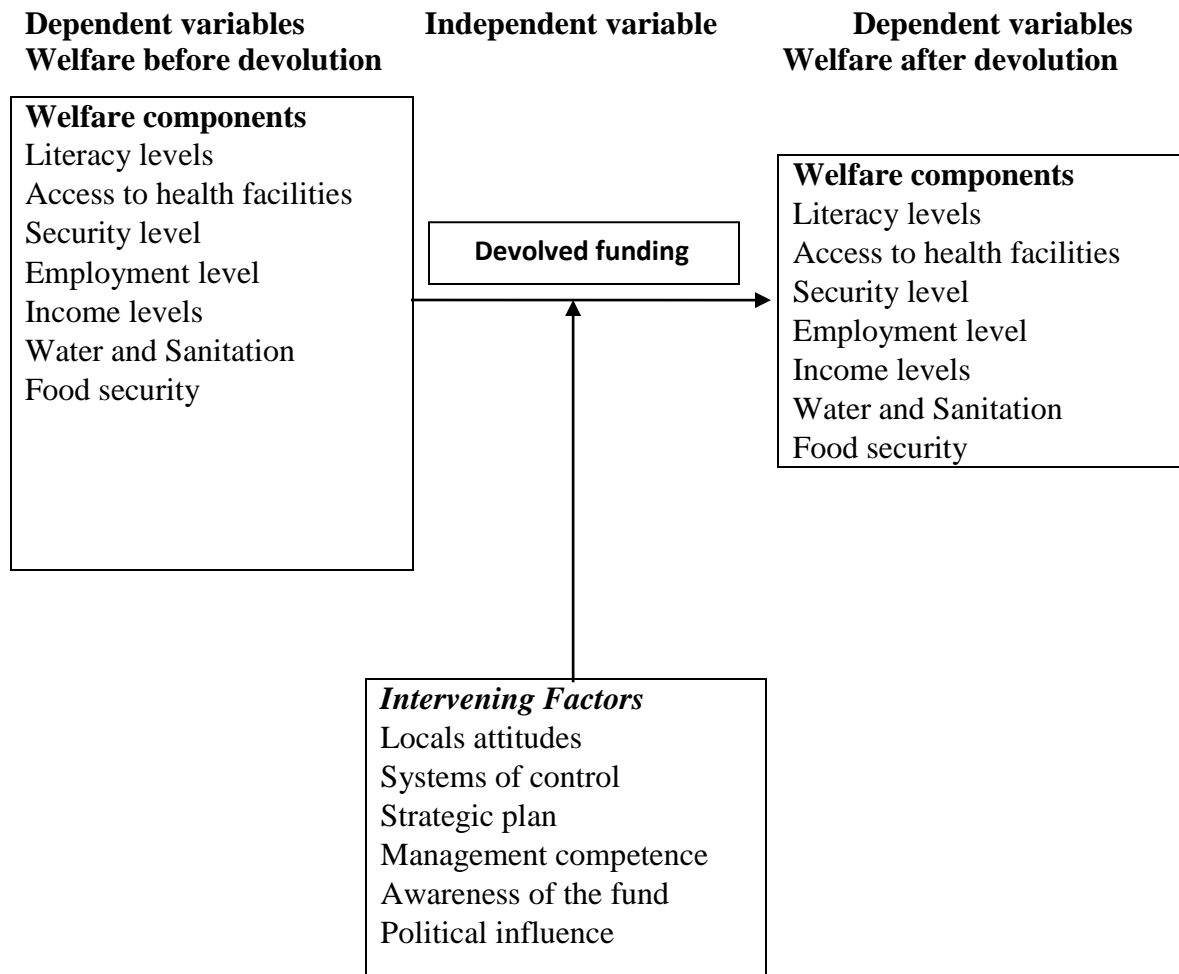 Dependent variables
Welfare before devolution
Independent variable
Dependent variables
Welfare after devolution
Welfare components
Literacy levels
Access to health facilities
Security level
Employment level
Income levels
Water and Sanitation
Food security
Devolved funding
Welfare components
Literacy levels
Access to health facilities
Security level
Employment level
Income levels
Water and Sanitation
Food security
Intervening Factors
Locals attitudes
Systems of control
Strategic plan
Management competence
Awareness of the fund
Political influence